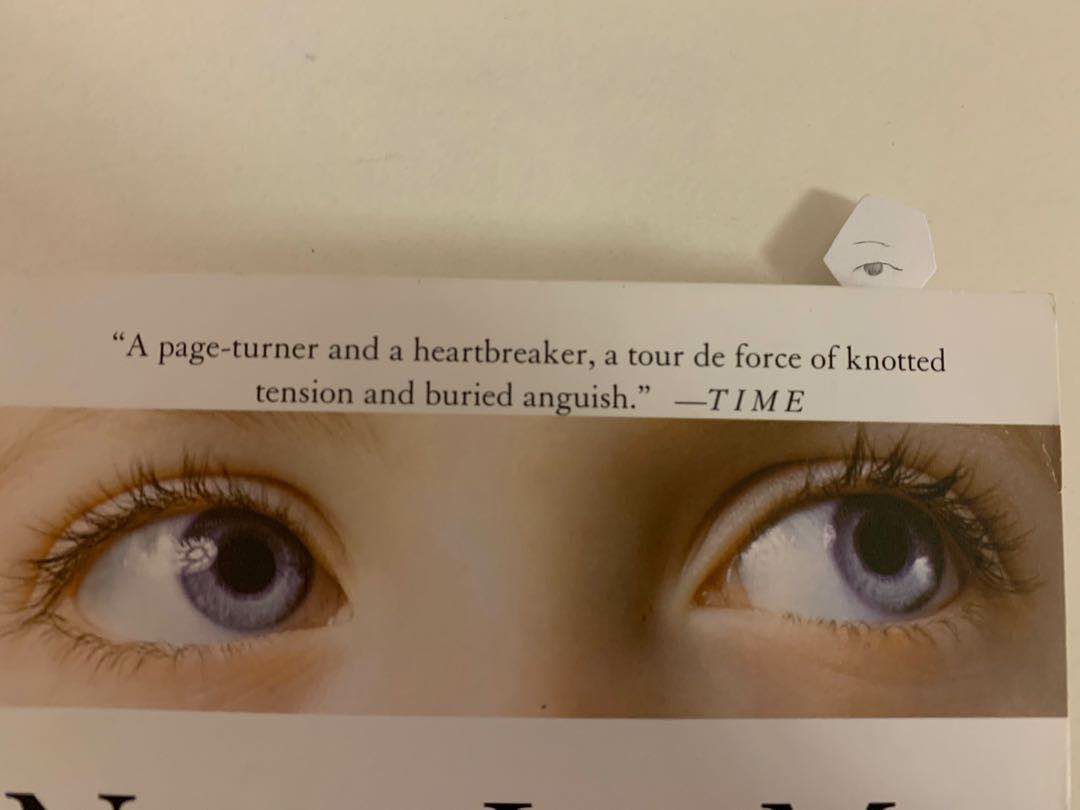 “A page-turner and a heartbreaker, a tour de force of knotted
tension and buried anguish.” —TIME